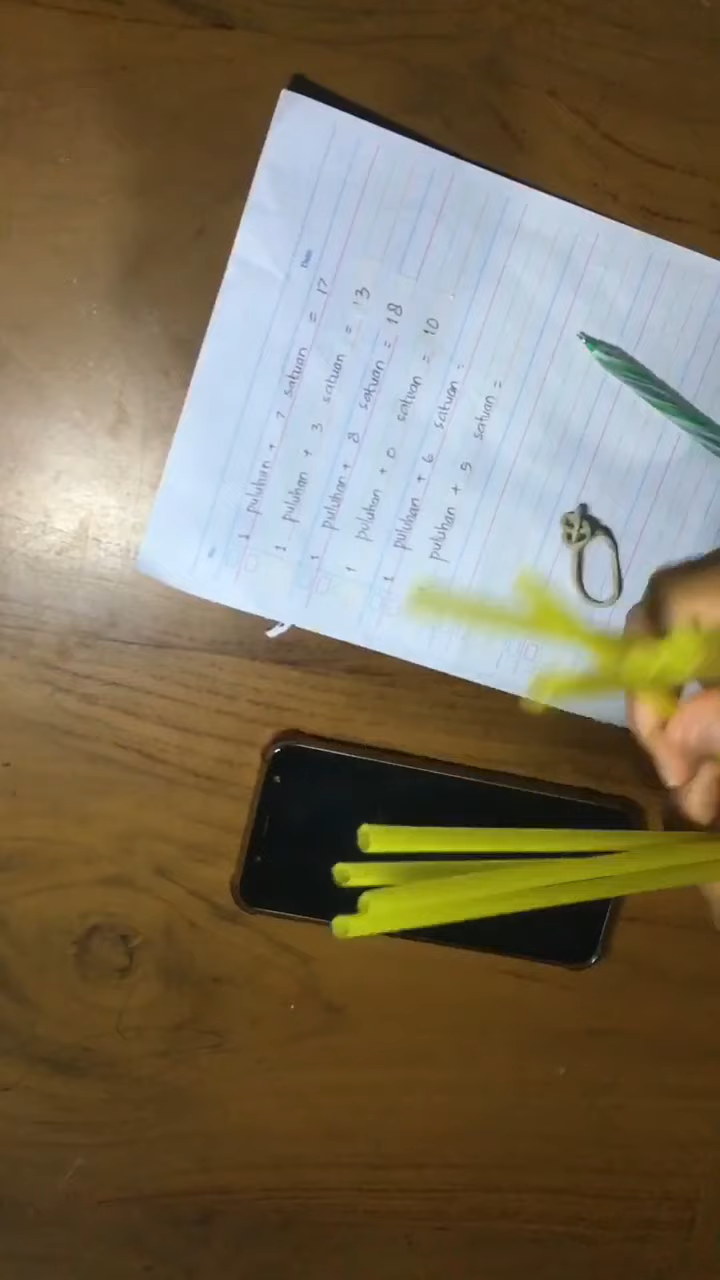 1 puluhan + 7 satuan = 17
1 puluhan + 3 satuan = 13
1 puluhan + 8 satuan = 18
1 puluhan + 0 satuan = 10
1 puluhan + 6 satuan =
puluhan + 5 satuan =